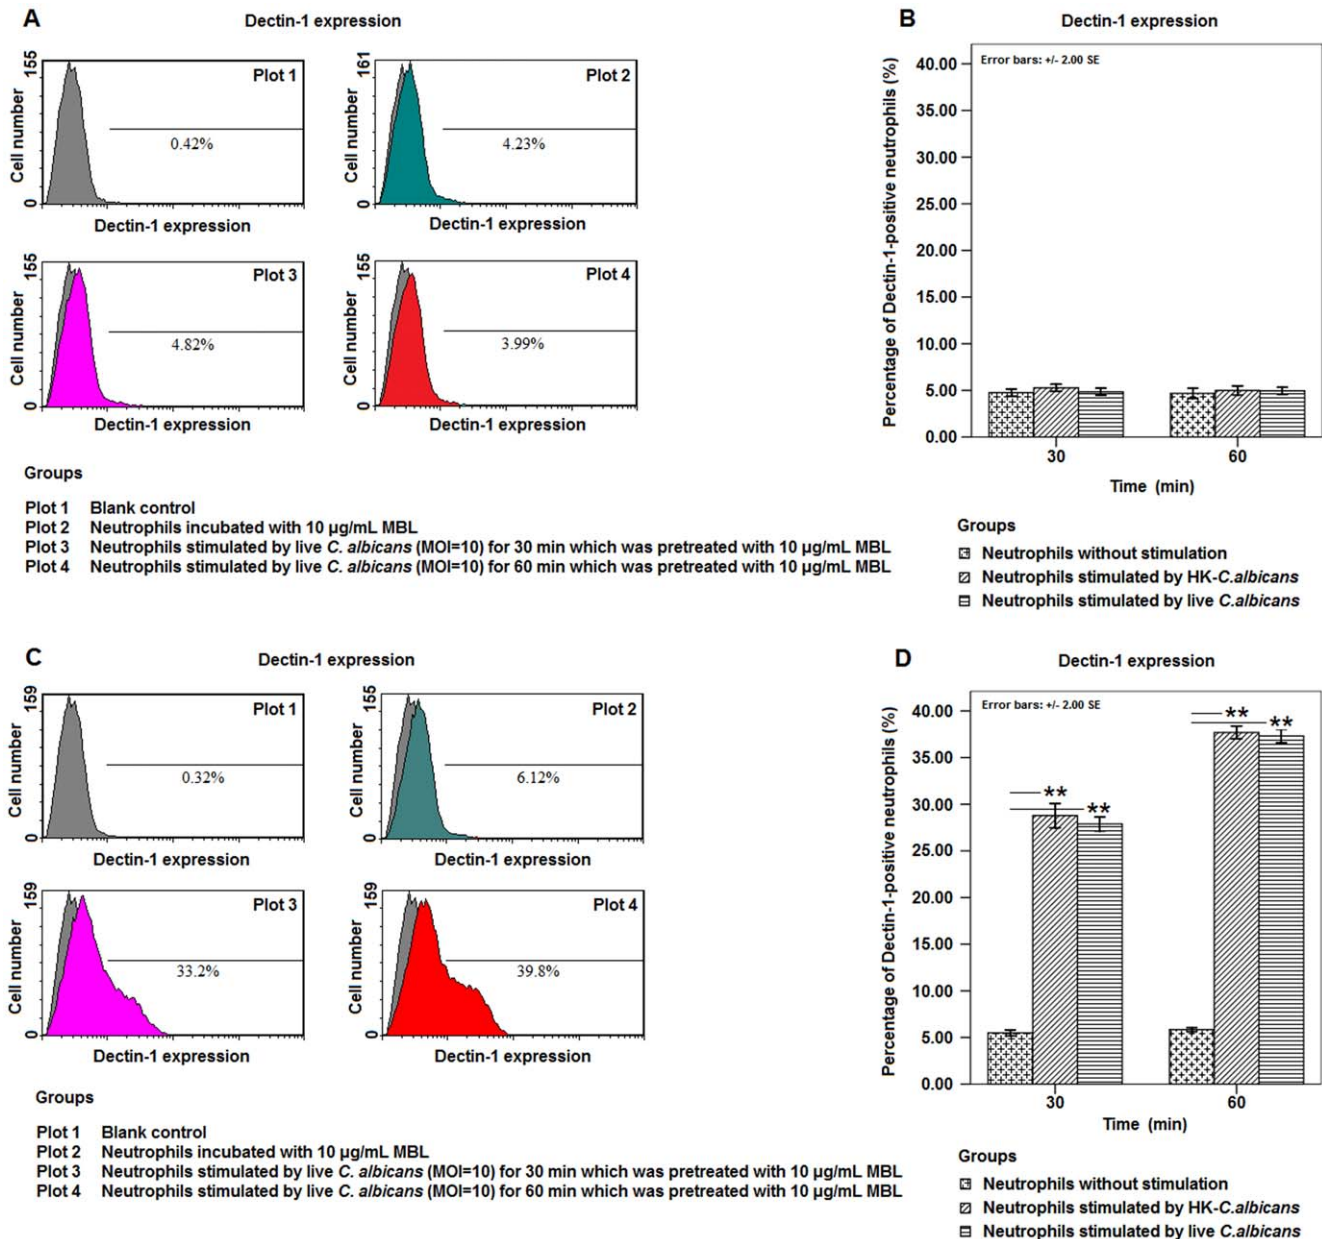 A
Dectin-1 expression
155
Cell number
0
Plot 1
0.42%
Dectin-1 expression
161
Cell number
0
Plot 2
4.23%
Dectin-1 expression
155
Cell number
0
Plot 3
4.82%
Dectin-1 expression
155
Cell number
0
Plot 4
3.99%
Dectin-1 expression
Groups
Plot 1 Blank control
Plot 2 Neutrophils incubated with 10 μg/mL MBL
Plot 3 Neutrophils stimulated by live C. albicans (MOI=10) for 30 min which was pretreated with 10 μg/mL MBL
Plot 4 Neutrophils stimulated by live C. albicans (MOI=10) for 60 min which was pretreated with 10 μg/mL MBL
B
Dectin-1 expression
Error bars: +/- 2.00 SE
Percentage of Dectin-1-positive neutrophils (%)
40.00
35.00
30.00
25.00
20.00
15.00
10.00
5.00
0.00
30 60
Time (min)
Groups
Neutrophils without stimulation
Neutrophils stimulated by HK-C.albicans
Neutrophils stimulated by live C.albicans
C
Dectin-1 expression
159
Cell number
0
Plot 1
0.32%
Dectin-1 expression
155
Cell number
0
Plot 2
6.12%
Dectin-1 expression
159
Cell number
0
Plot 3
33.2%
Dectin-1 expression
159
Cell number
0
Plot 4
39.8%
Dectin-1 expression
Groups
Plot 1 Blank control
Plot 2 Neutrophils incubated with 10 μg/mL MBL
Plot 3 Neutrophils stimulated by live C. albicans (MOI=10) for 30 min which was pretreated with 10 μg/mL MBL
Plot 4 Neutrophils stimulated by live C. albicans (MOI=10) for 60 min which was pretreated with 10 μg/mL MBL
D
Dectin-1 expression
Error bars: +/- 2.00 SE
Percentage of Dectin-1-positive neutrophils (%)
40.00
35.00
30.00
25.00
20.00
15.00
10.00
5.00
0.00
**
**
**
**
30 60
Time (min)
Groups
Neutrophils without stimulation
Neutrophils stimulated by HK-C.albicans
Neutrophils stimulated by live C.albicans